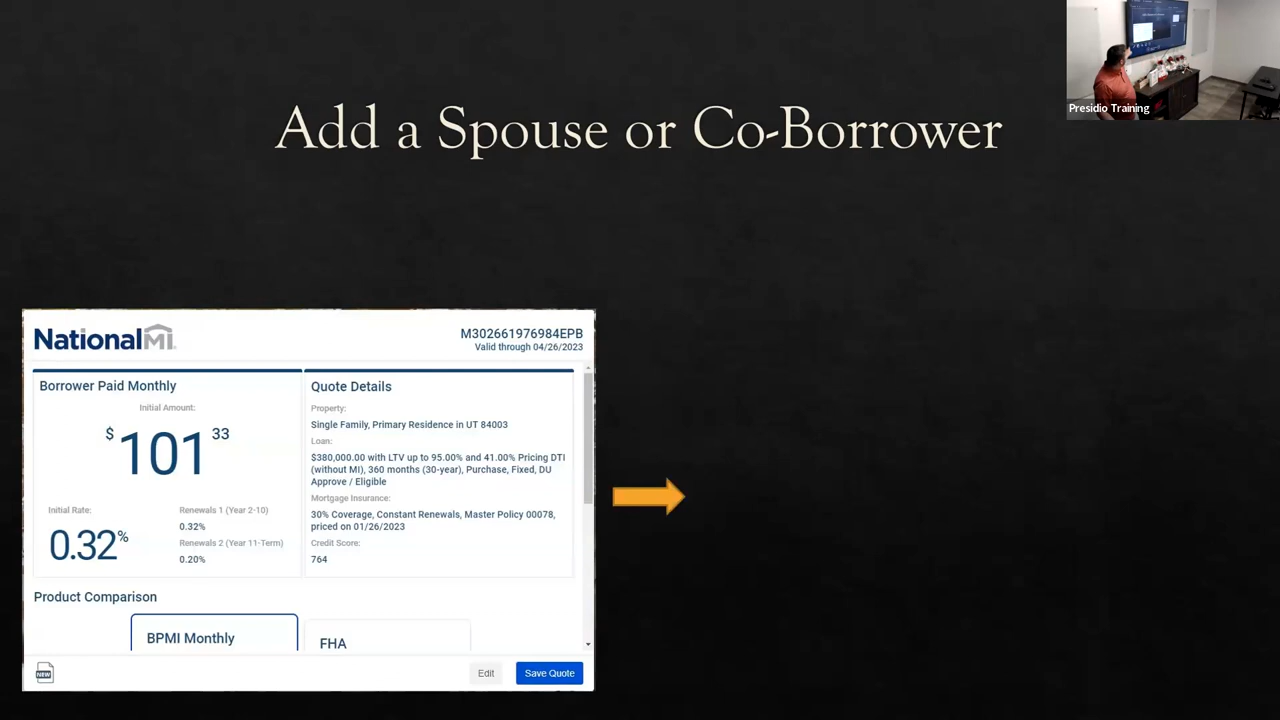 Presidio Training
Add a Spouse or Co-Borrower
NationalMI
M302661976984EPB
Valid through 04/26/2023
Borrower Paid Monthly
Initial Amount:
$101 33
Initial Rate:
0.32%
Renewals 1 (Year 2-10)
0.32%
Renewals 2 (Year 11-Term)
0.20%
Quote Details
Property:
Single Family, Primary Residence in UT 84003
Loan:
$380,000.00 with LTV up to 95.00% and 41.00% Pricing DTI
(without MI), 360 months (30-year), Purchase, Fixed, DU
Approve / Eligible
Mortgage Insurance:
30% Coverage, Constant Renewals, Master Policy 00078,
priced on 01/26/2023
Credit Score:
764
Product Comparison
BPMI Monthly
FHA
NEW
Edit
Save Quote